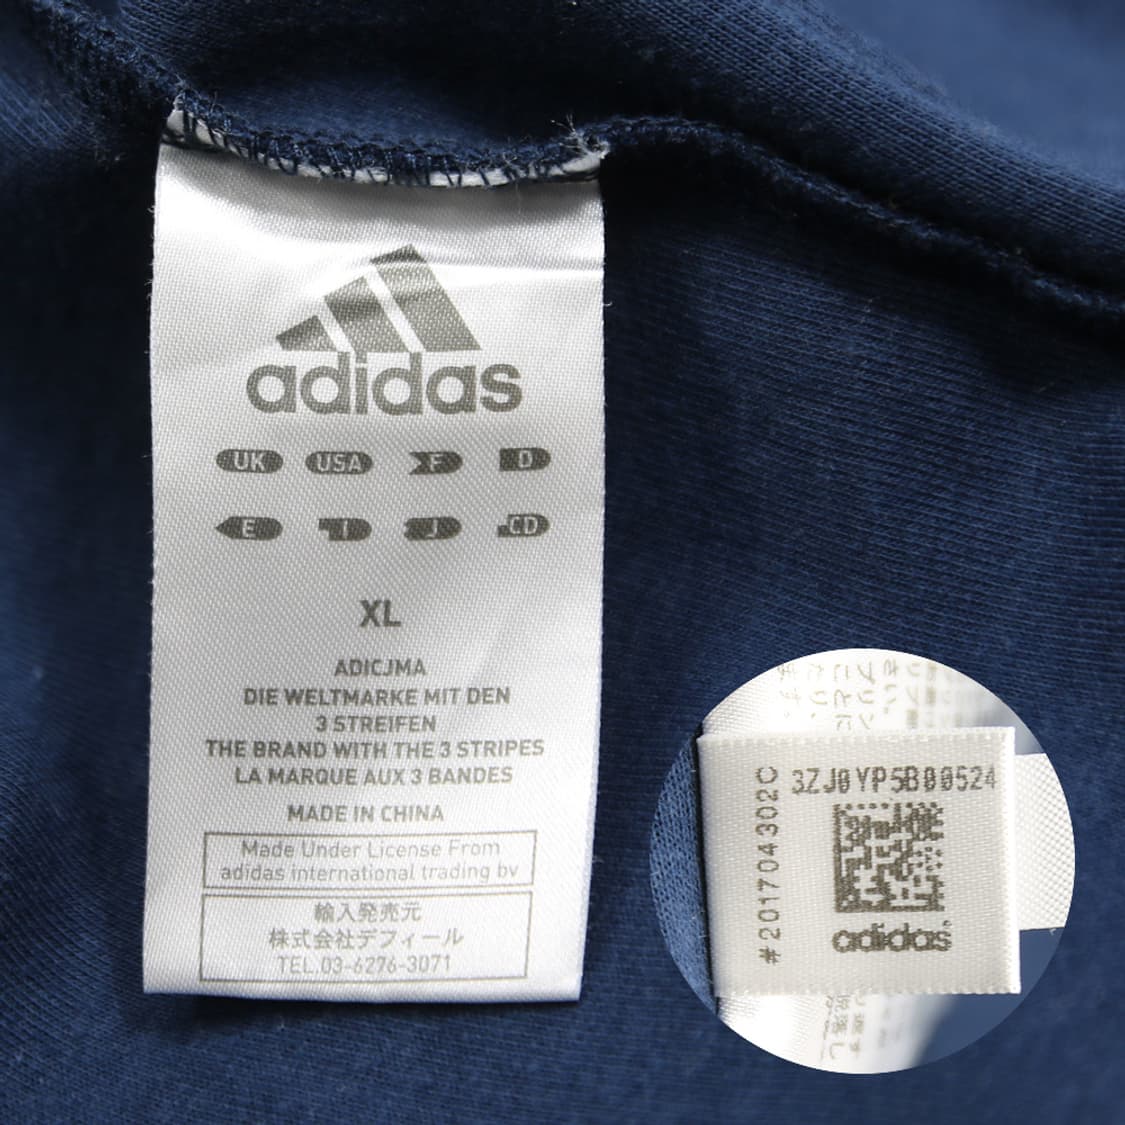 adidas
UK USA F D
E I J CD
XL
ADICJMA
DIE WELTMARKE MIT DEN
3 STREIFEN
THE BRAND WITH THE 3 STRIPES
LA MARQUE AUX 3 BANDES
MADE IN CHINA
Made Under License From
adidas international trading bv
輸入発売元
株式会社デフィール
TEL.03-6276-3071
3ZJ0YP5B00524
#201704302C
adidas